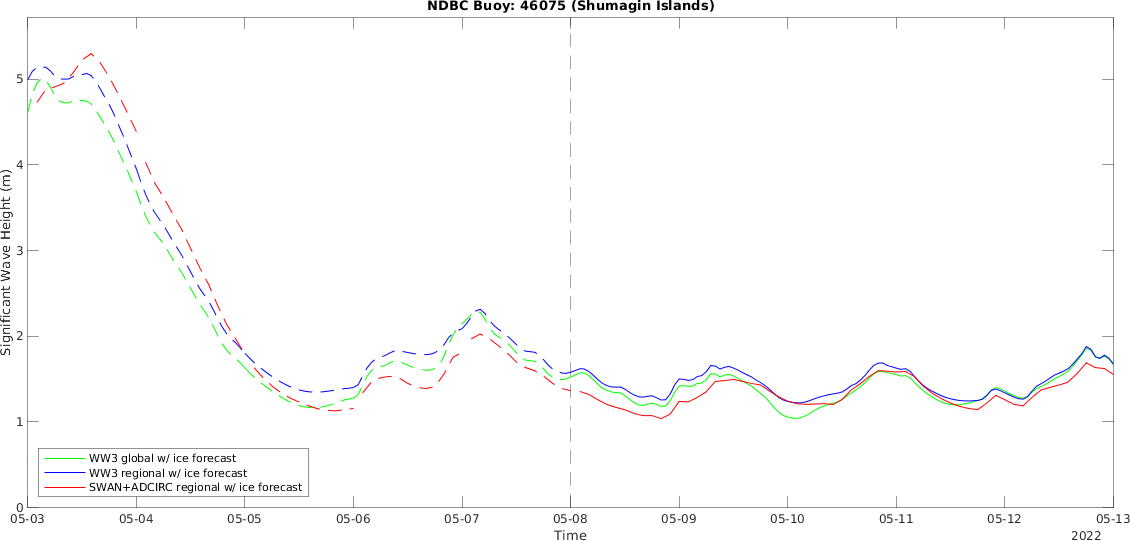 NDBC Buoy: 46075 (Shumagin Islands)
Significant Wave Height (m)
5
4
3
2
1
0
WW3 global w/ ice forecast
WW3 regional w/ ice forecast
SWAN+ADCIRC regional w/ ice forecast
05-03 05-04 05-05 05-06 05-07 05-08 05-09 05-10 05-11 05-12 05-13
Time
2022